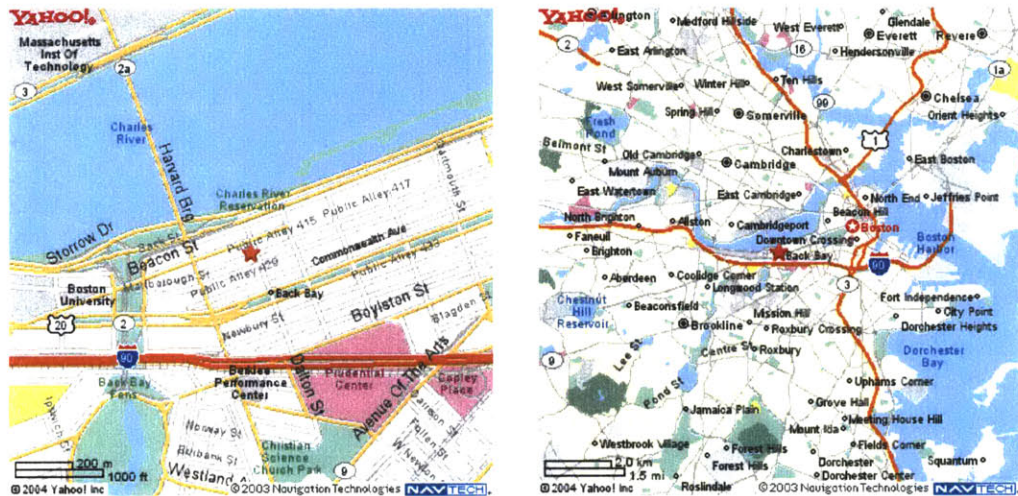 YAHOO!
Massachusetts
Inst Of
Technology
2a
3
Charles
River
Harvard Brg
Dartmouth St
Charles River
Reservation
Public Alley 417
Public Alley 415
Storrow Dr
Back St
Beacon St
Commonwealth Ave
Public Alley 433
Marlborough St
Public Alley 429
Boston
University
Back Bay
Boylston St
Blagden St
20
2
Newbury St
90
Back Bay
Fens
Berklee
Performance
Center
Dalton St
Prudential
Center
Avenue Of The Arts
Copley
Place
Norway St
Burbank St
Westland Ave
Christian
Science
Church Park
9
200 m
1000 ft
©2004 Yahoo! Inc
©2003 Navigation Technologies
NAVTECH
YAHOO!
Arlington
Medford Hillside
West Everett
Glendale
Everett
Revere
2
16
East Arlington
Hendersonville
1a
West Somerville
Winter Hill
Ten Hills
99
Chelsea
Spring Hill
Somerville
Orient Heights
Fresh
Pond
1
Belmont St
Old Cambridge
Charlestown
Mount Auburn
Cambridge
East Boston
East Watertown
East Cambridge
North End
Jeffries Point
North Brighton
Allston
Cambridgeport
Beacon Hill
Boston
Faneuil
Downtown Crossing
Boston
Harbor
Brighton
Back Bay
90
Aberdeen
Coolidge Corner
Longwood Station
3
Chestnut
Hill
Reservoir
Beaconsfield
Fort Independence
Mission Hill
City Point
Brookline
Roxbury Crossing
Dorchester Heights
9
Lee St
Centre St
Roxbury
Dorchester
Bay
Pond St
Uphams Corner
Grove Hall
Jamaica Plain
Meeting House Hill
Mount Ida
Westbrook Village
Forest Hills
Fields Corner
Forest Hills
Dorchester
Squantum
Roslindale
Dorchester Center
2.0 km
1.5 mi
©2004 Yahoo! Inc
©2003 Navigation Technologies
NAVTECH